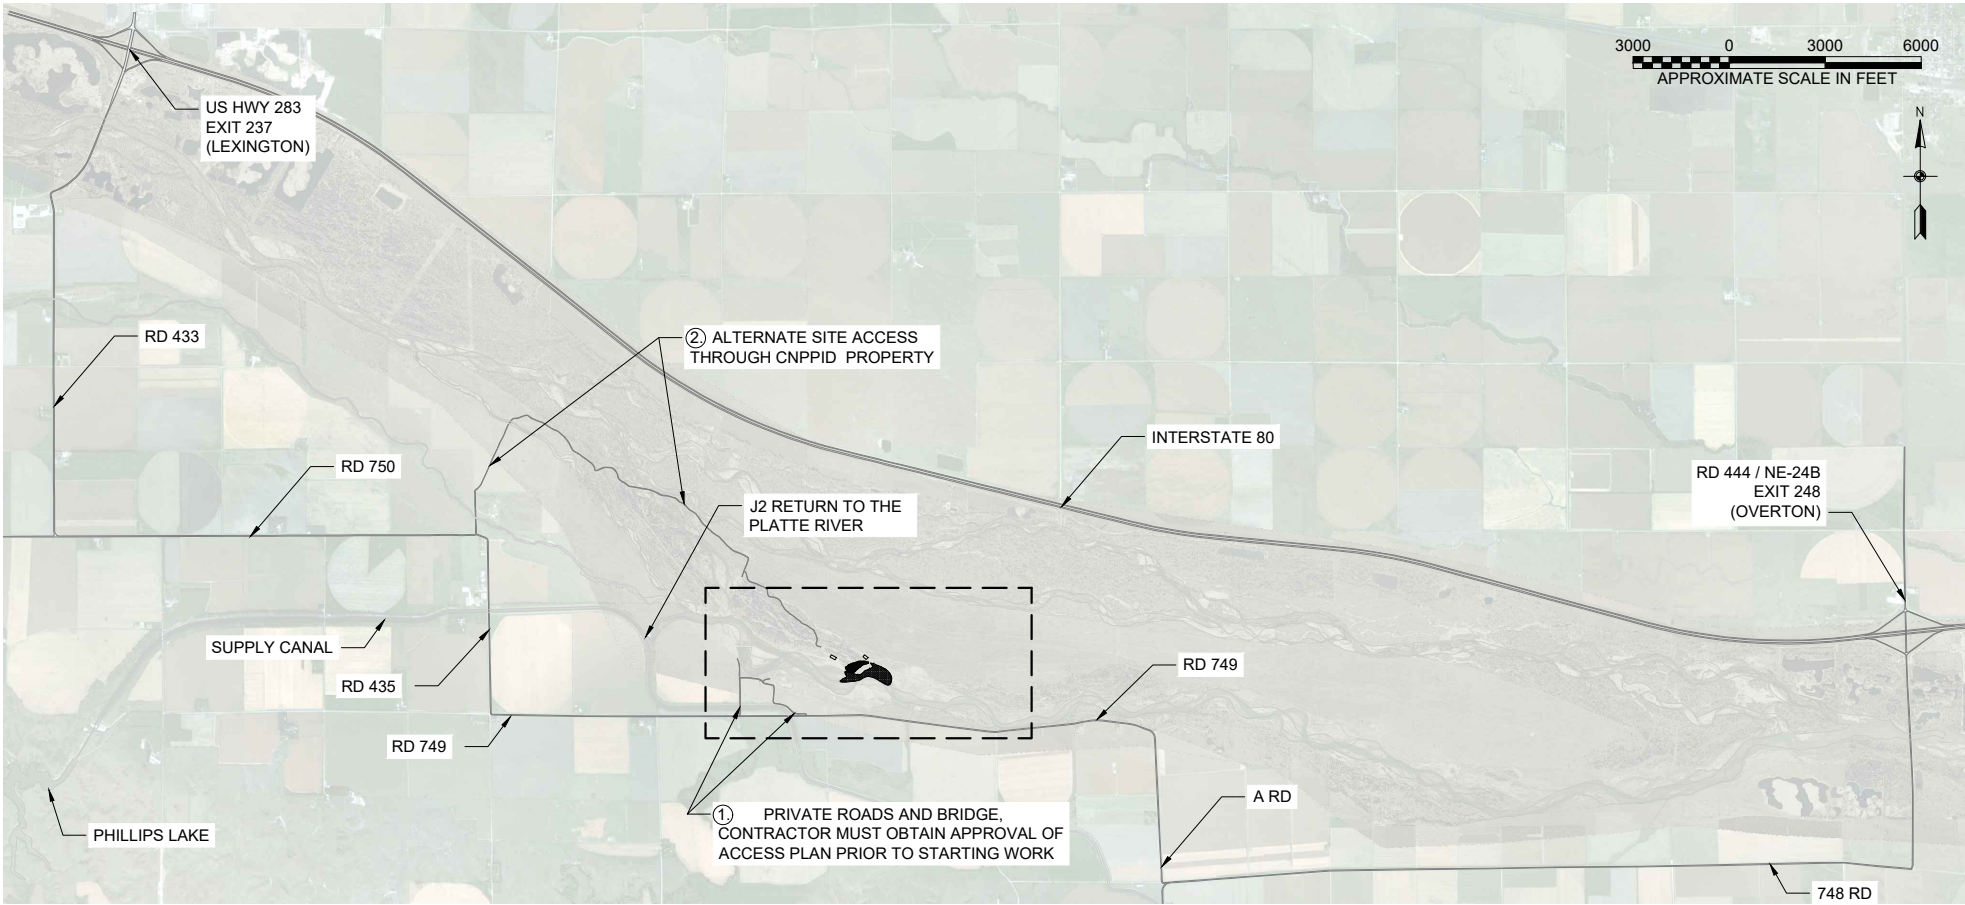 3000 0 3000 6000
APPROXIMATE SCALE IN FEET
N
US HWY 283
EXIT 237
(LEXINGTON)
RD 433
2. ALTERNATE SITE ACCESS
THROUGH CNPPID PROPERTY
INTERSTATE 80
RD 750
RD 444 / NE-24B
EXIT 248
(OVERTON)
J2 RETURN TO THE
PLATTE RIVER
SUPPLY CANAL
RD 435
RD 749
RD 749
A RD
PHILLIPS LAKE
1. PRIVATE ROADS AND BRIDGE,
CONTRACTOR MUST OBTAIN APPROVAL OF
ACCESS PLAN PRIOR TO STARTING WORK
748 RD